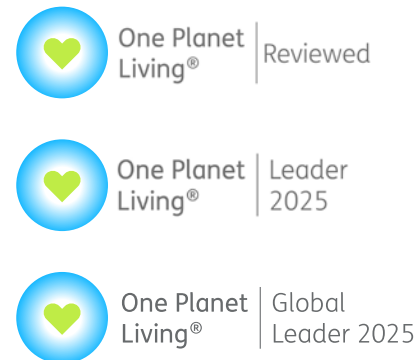 One Planet
Living®
Reviewed
One Planet
Living®
Leader
2025
One Planet
Living®
Global
Leader 2025